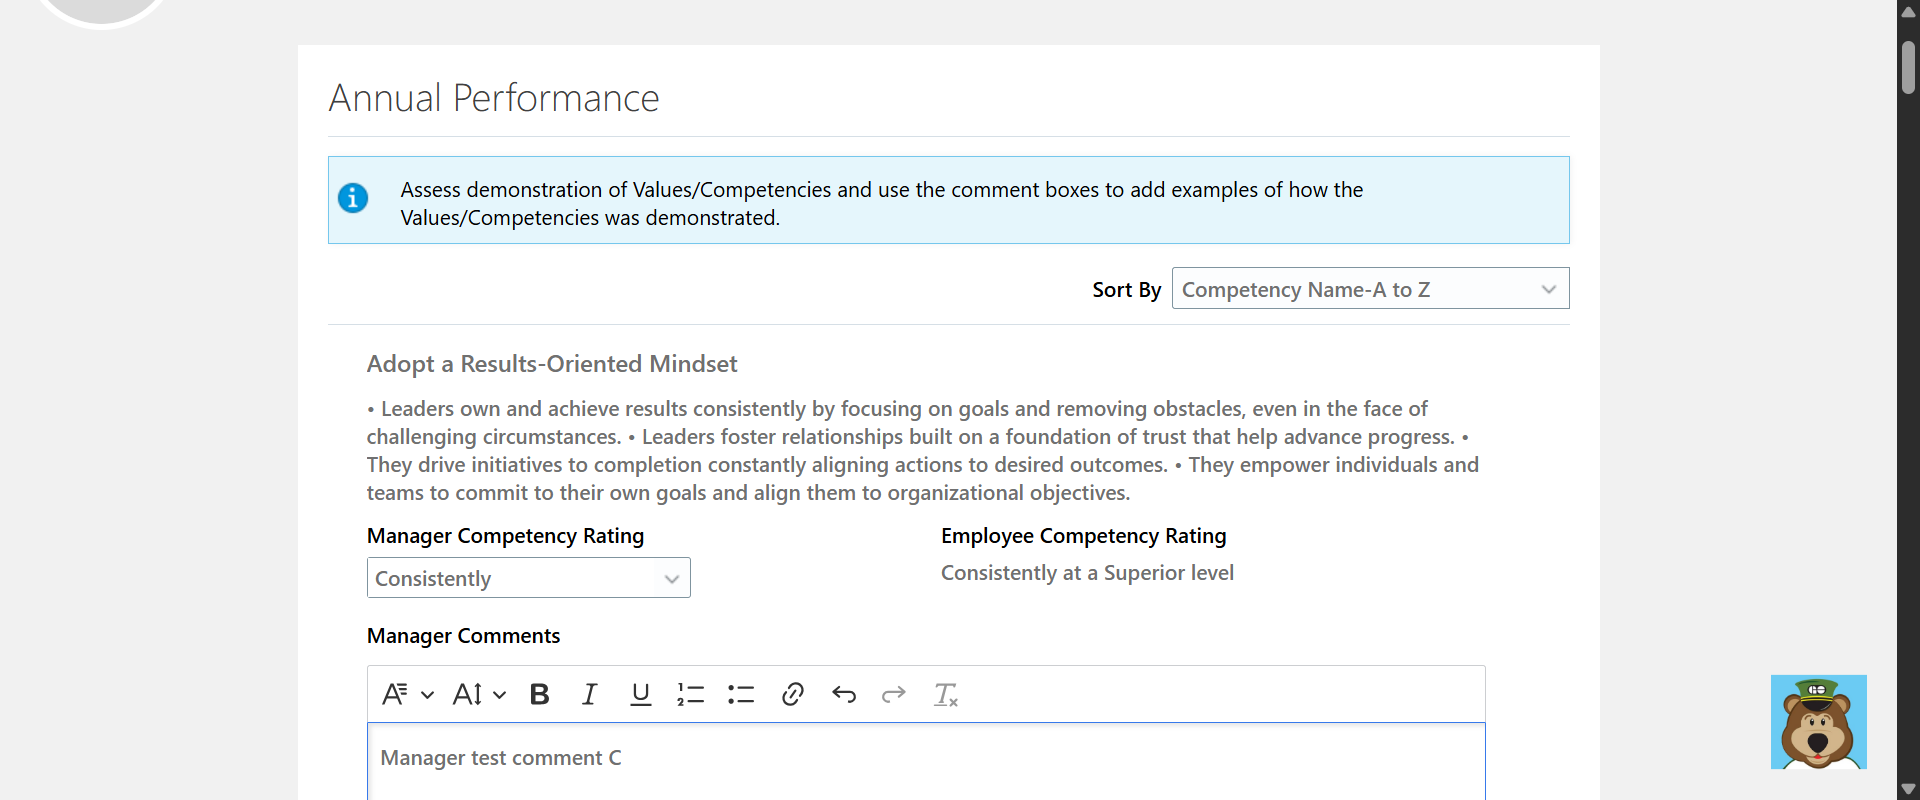 Annual Performance
Assess demonstration of Values/Competencies and use the comment boxes to add examples of how the
Values/Competencies was demonstrated.
Sort By Competency Name-A to Z
Adopt a Results-Oriented Mindset
• Leaders own and achieve results consistently by focusing on goals and removing obstacles, even in the face of
challenging circumstances. • Leaders foster relationships built on a foundation of trust that help advance progress. •
They drive initiatives to completion constantly aligning actions to desired outcomes. • They empower individuals and
teams to commit to their own goals and align them to organizational objectives.
Manager Competency Rating
Consistently
Employee Competency Rating
Consistently at a Superior level
Manager Comments
Manager test comment C
GO